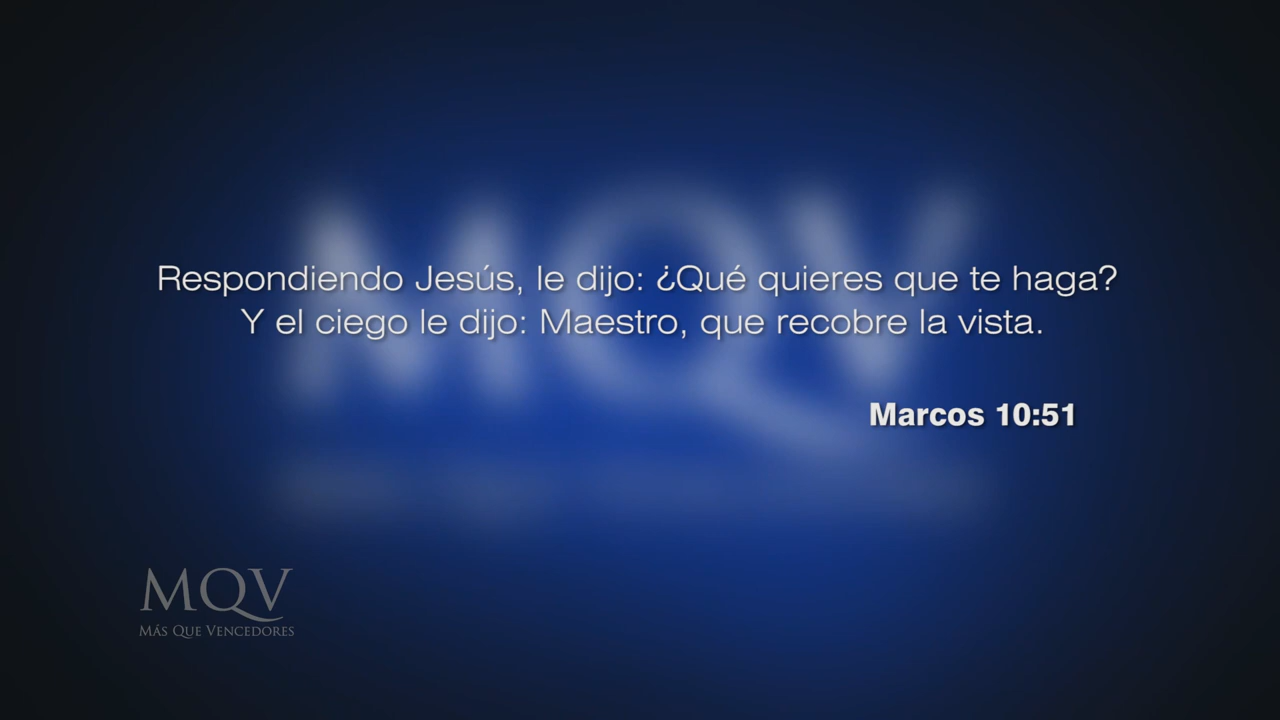 Respondiendo Jesús, le dijo: ¿Qué quieres que te haga?
Y el ciego le dijo: Maestro, que recobre la vista.
Marcos 10:51
MQV
MÁS QUE VENCEDORES